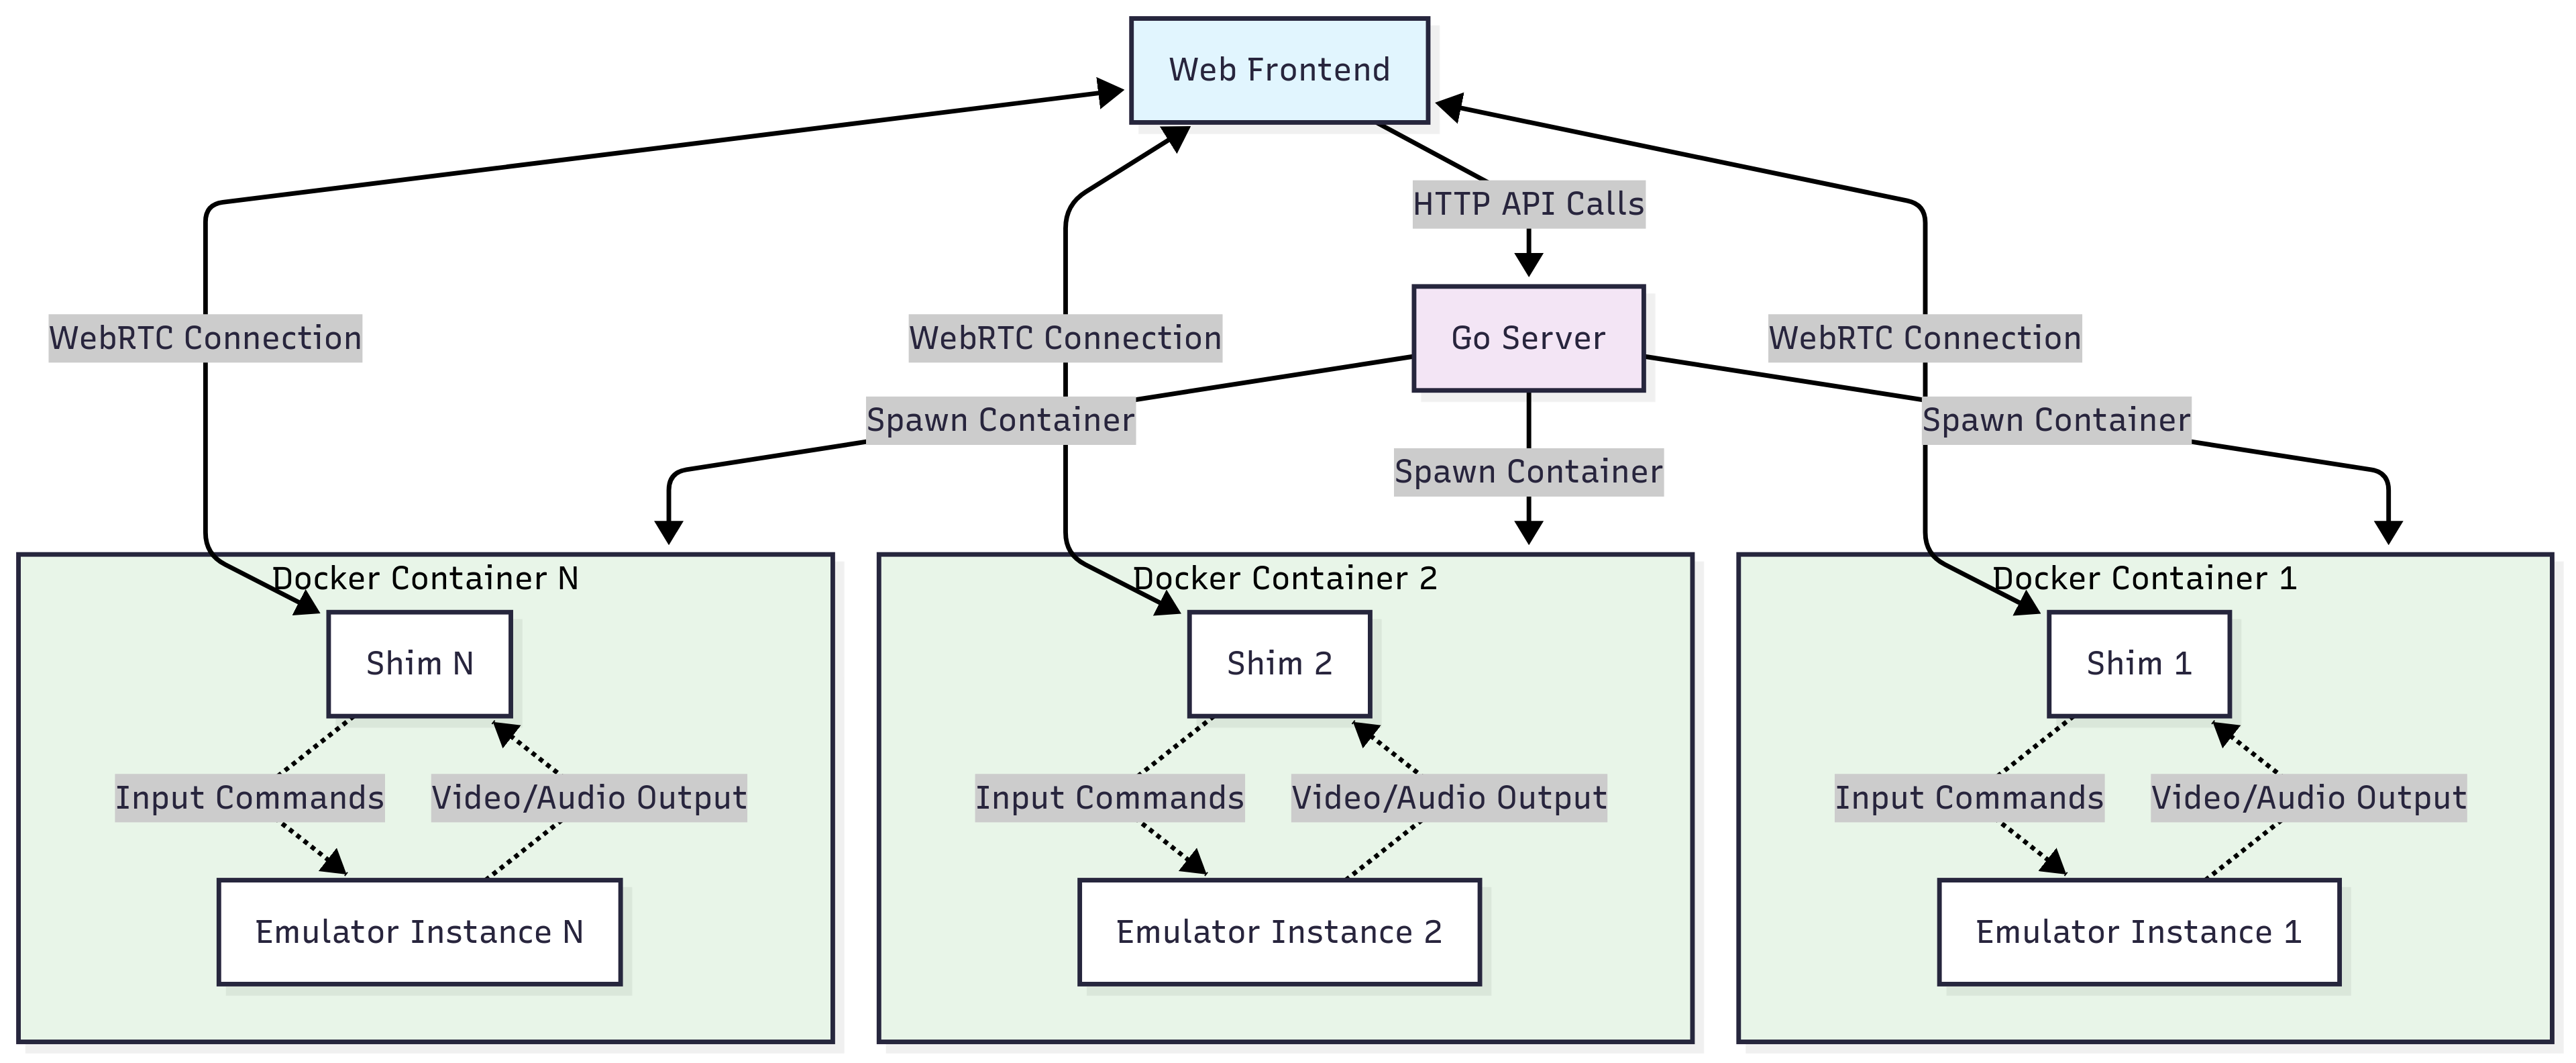 Web Frontend
HTTP API Calls
WebRTC Connection
WebRTC Connection
Go Server
WebRTC Connection
Spawn Container
Spawn Container
Spawn Container
Docker Container N
Docker Container 2
Docker Container 1
Shim N
Shim 2
Shim 1
Input Commands
Video/Audio Output
Input Commands
Video/Audio Output
Input Commands
Video/Audio Output
Emulator Instance N
Emulator Instance 2
Emulator Instance 1